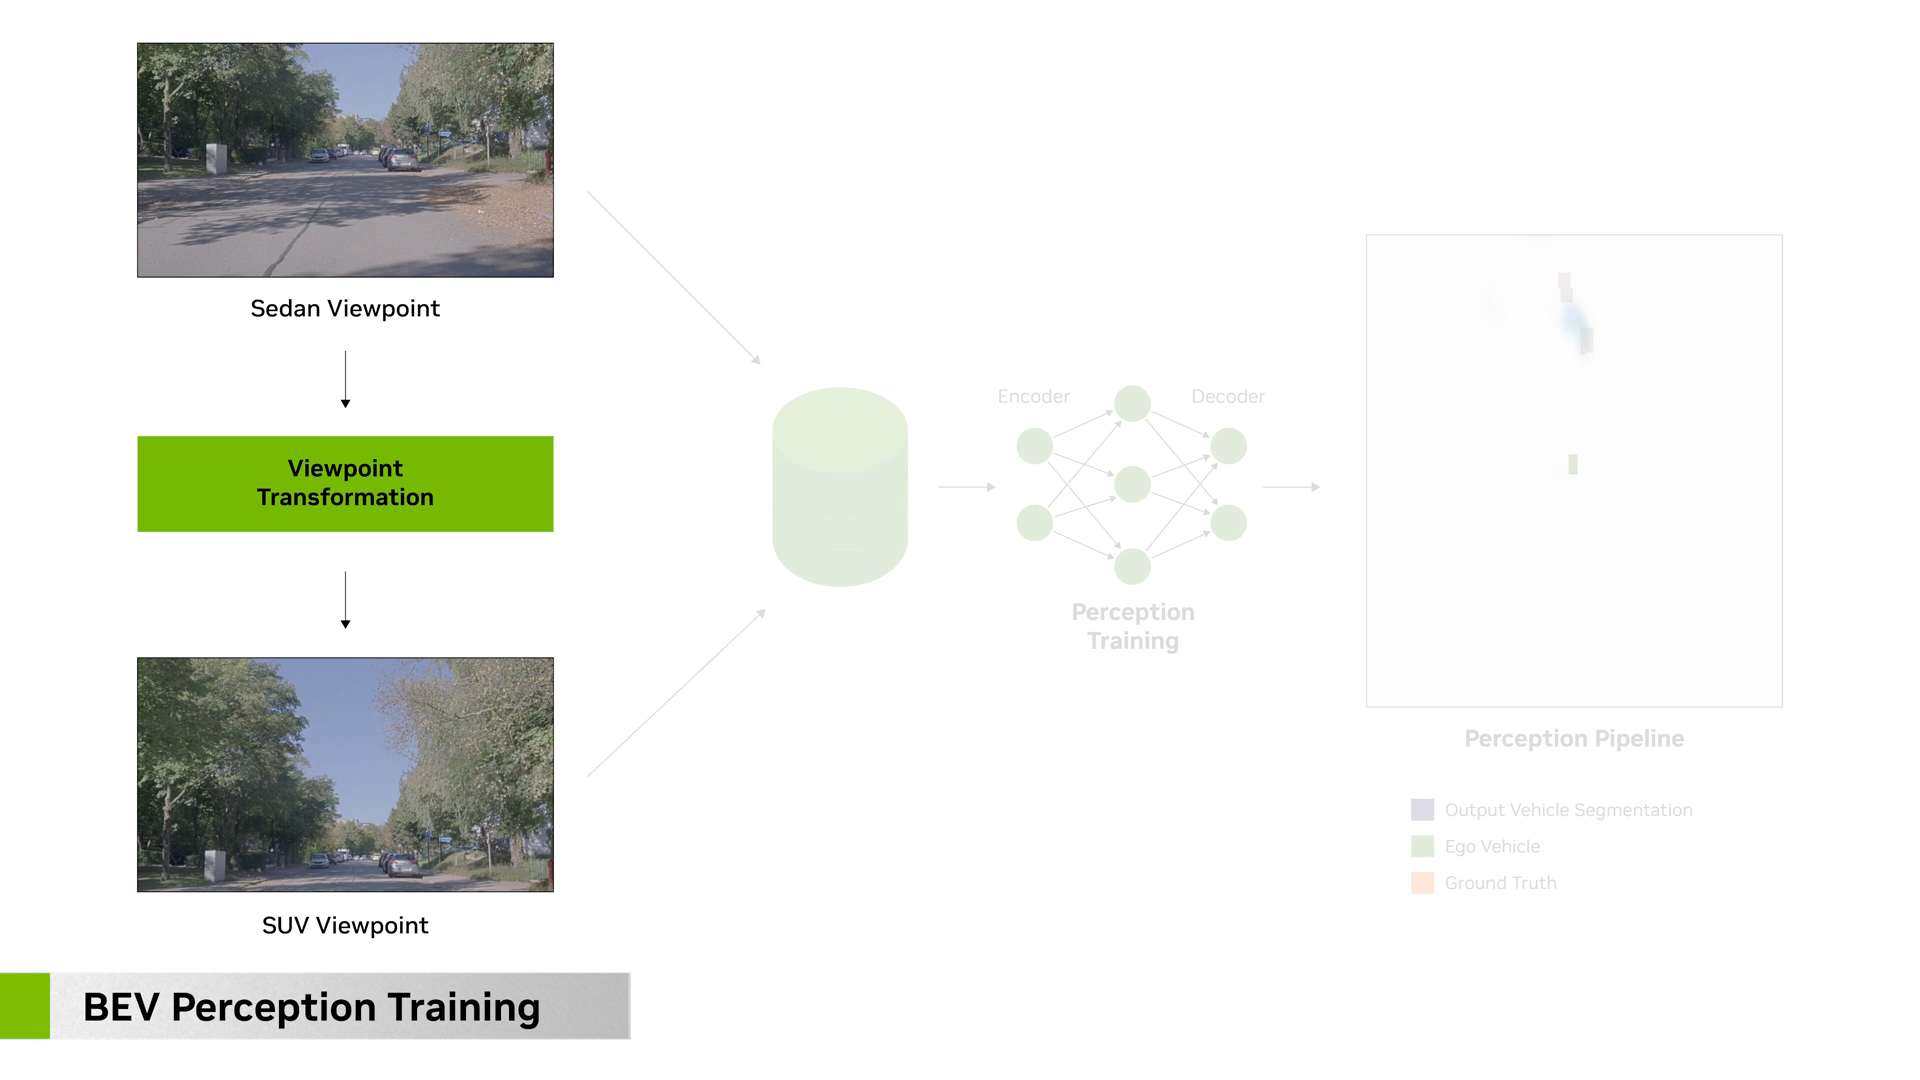 Sedan Viewpoint
Viewpoint
Transformation
SUV Viewpoint
Encoder
Decoder
Perception
Training
Perception Pipeline
Output Vehicle Segmentation
Ego Vehicle
Ground Truth
BEV Perception Training